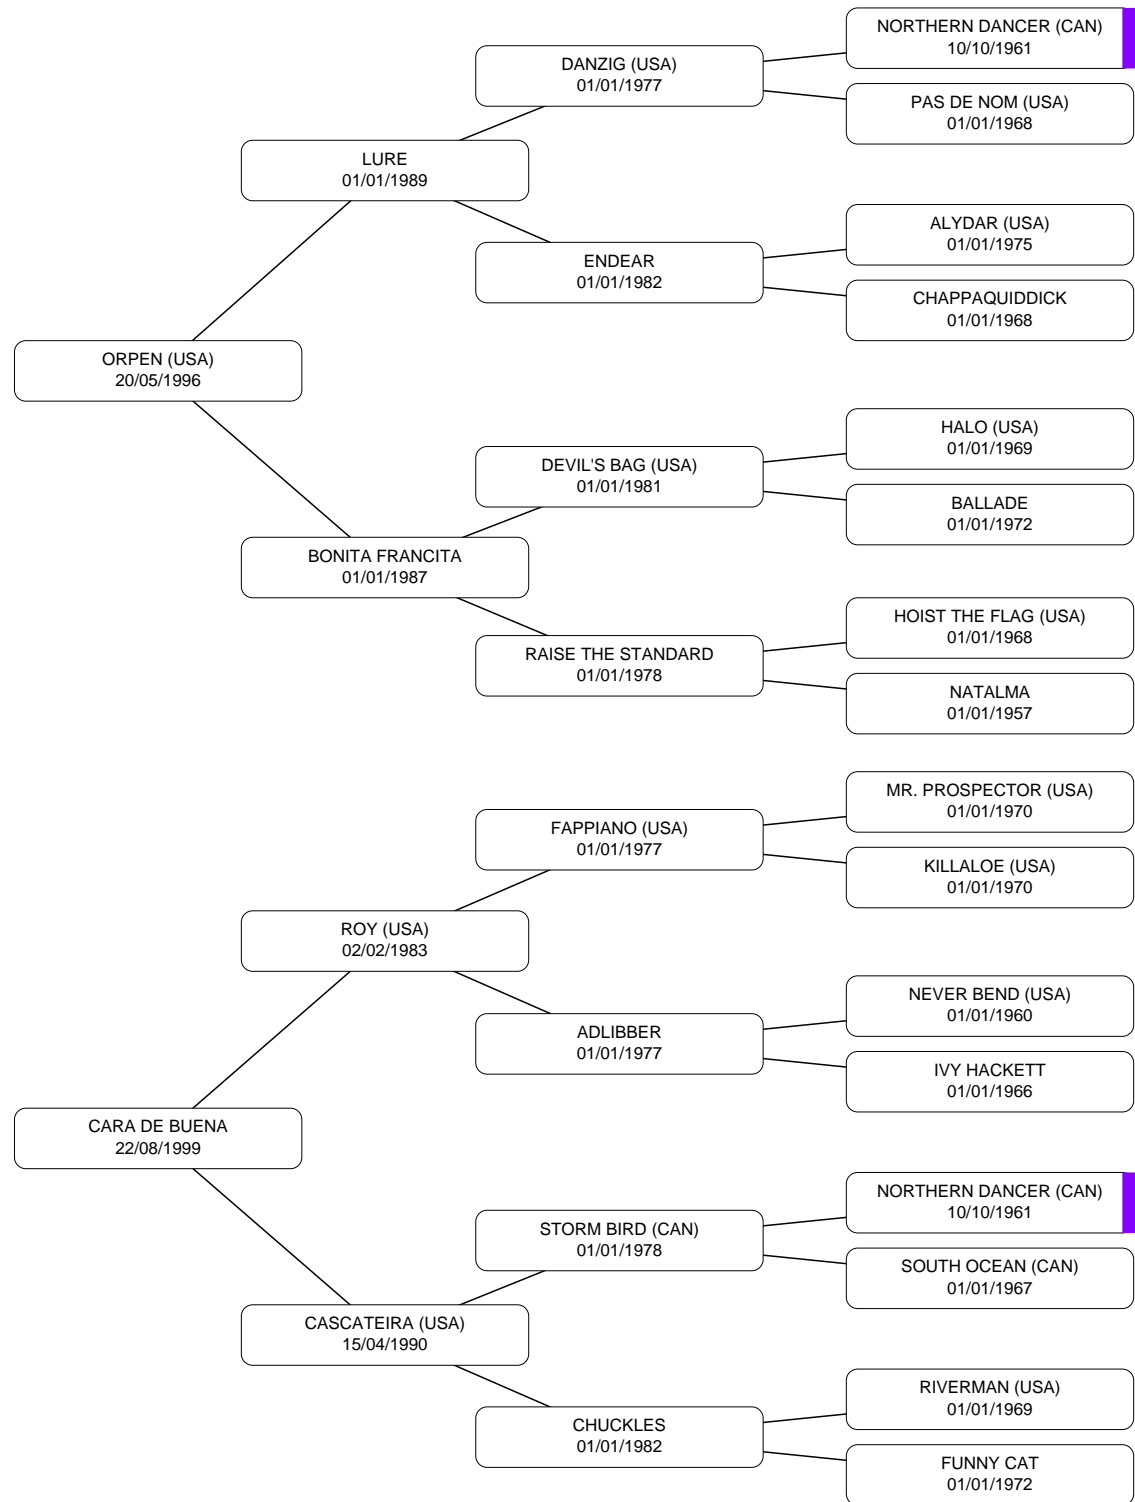 NORTHERN DANCER (CAN)
10/10/1961
DANZIG (USA)
01/01/1977
PAS DE NOM (USA)
01/01/1968
LURE
01/01/1989
ALYDAR (USA)
01/01/1975
ENDEAR
01/01/1982
CHAPPAQUIDDICK
01/01/1968
ORPEN (USA)
20/05/1996
HALO (USA)
01/01/1969
DEVIL'S BAG (USA)
01/01/1981
BALLADE
01/01/1972
BONITA FRANCITA
01/01/1987
HOIST THE FLAG (USA)
01/01/1968
RAISE THE STANDARD
01/01/1978
NATALMA
01/01/1957
MR. PROSPECTOR (USA)
01/01/1970
FAPPIANO (USA)
01/01/1977
KILLALOE (USA)
01/01/1970
ROY (USA)
02/02/1983
NEVER BEND (USA)
01/01/1960
ADLIBBER
01/01/1977
IVY HACKETT
01/01/1966
CARA DE BUENA
22/08/1999
NORTHERN DANCER (CAN)
10/10/1961
STORM BIRD (CAN)
01/01/1978
SOUTH OCEAN (CAN)
01/01/1967
CASCATEIRA (USA)
15/04/1990
RIVERMAN (USA)
01/01/1969
CHUCKLES
01/01/1982
FUNNY CAT
01/01/1972